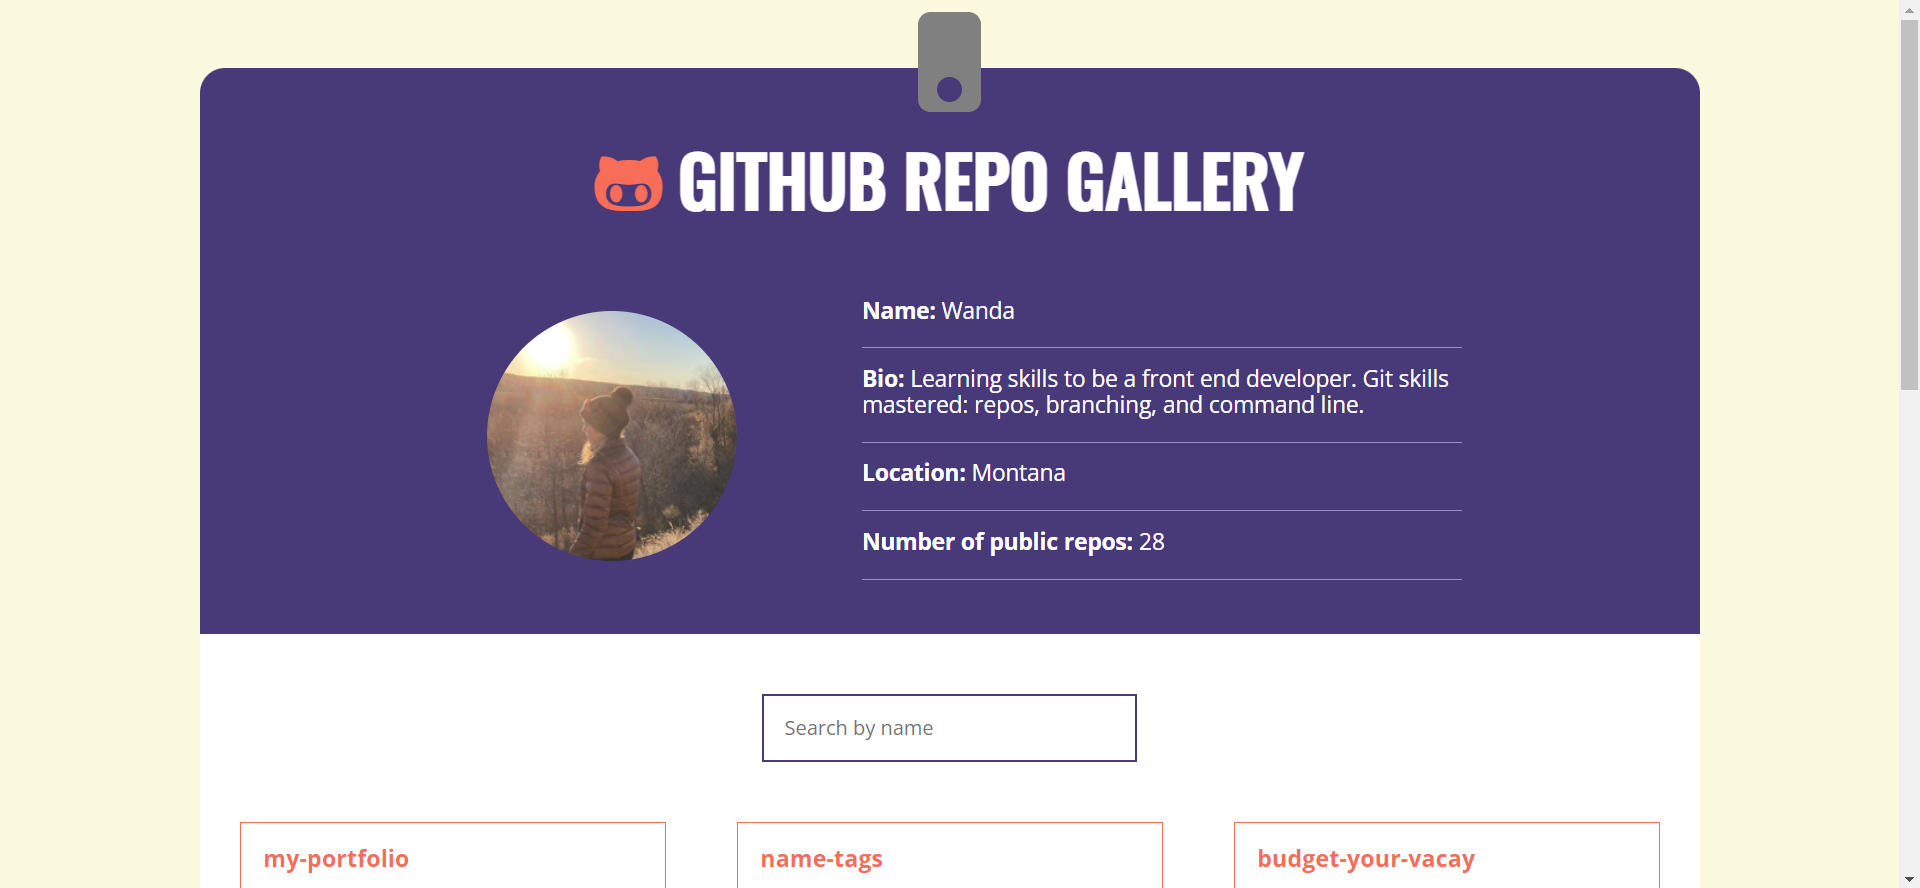 GITHUB REPO GALLERY
Name: Wanda
Bio: Learning skills to be a front end developer. Git skills
mastered: repos, branching, and command line.
Location: Montana
Number of public repos: 28
Search by name
my-portfolio
name-tags
budget-your-vacay